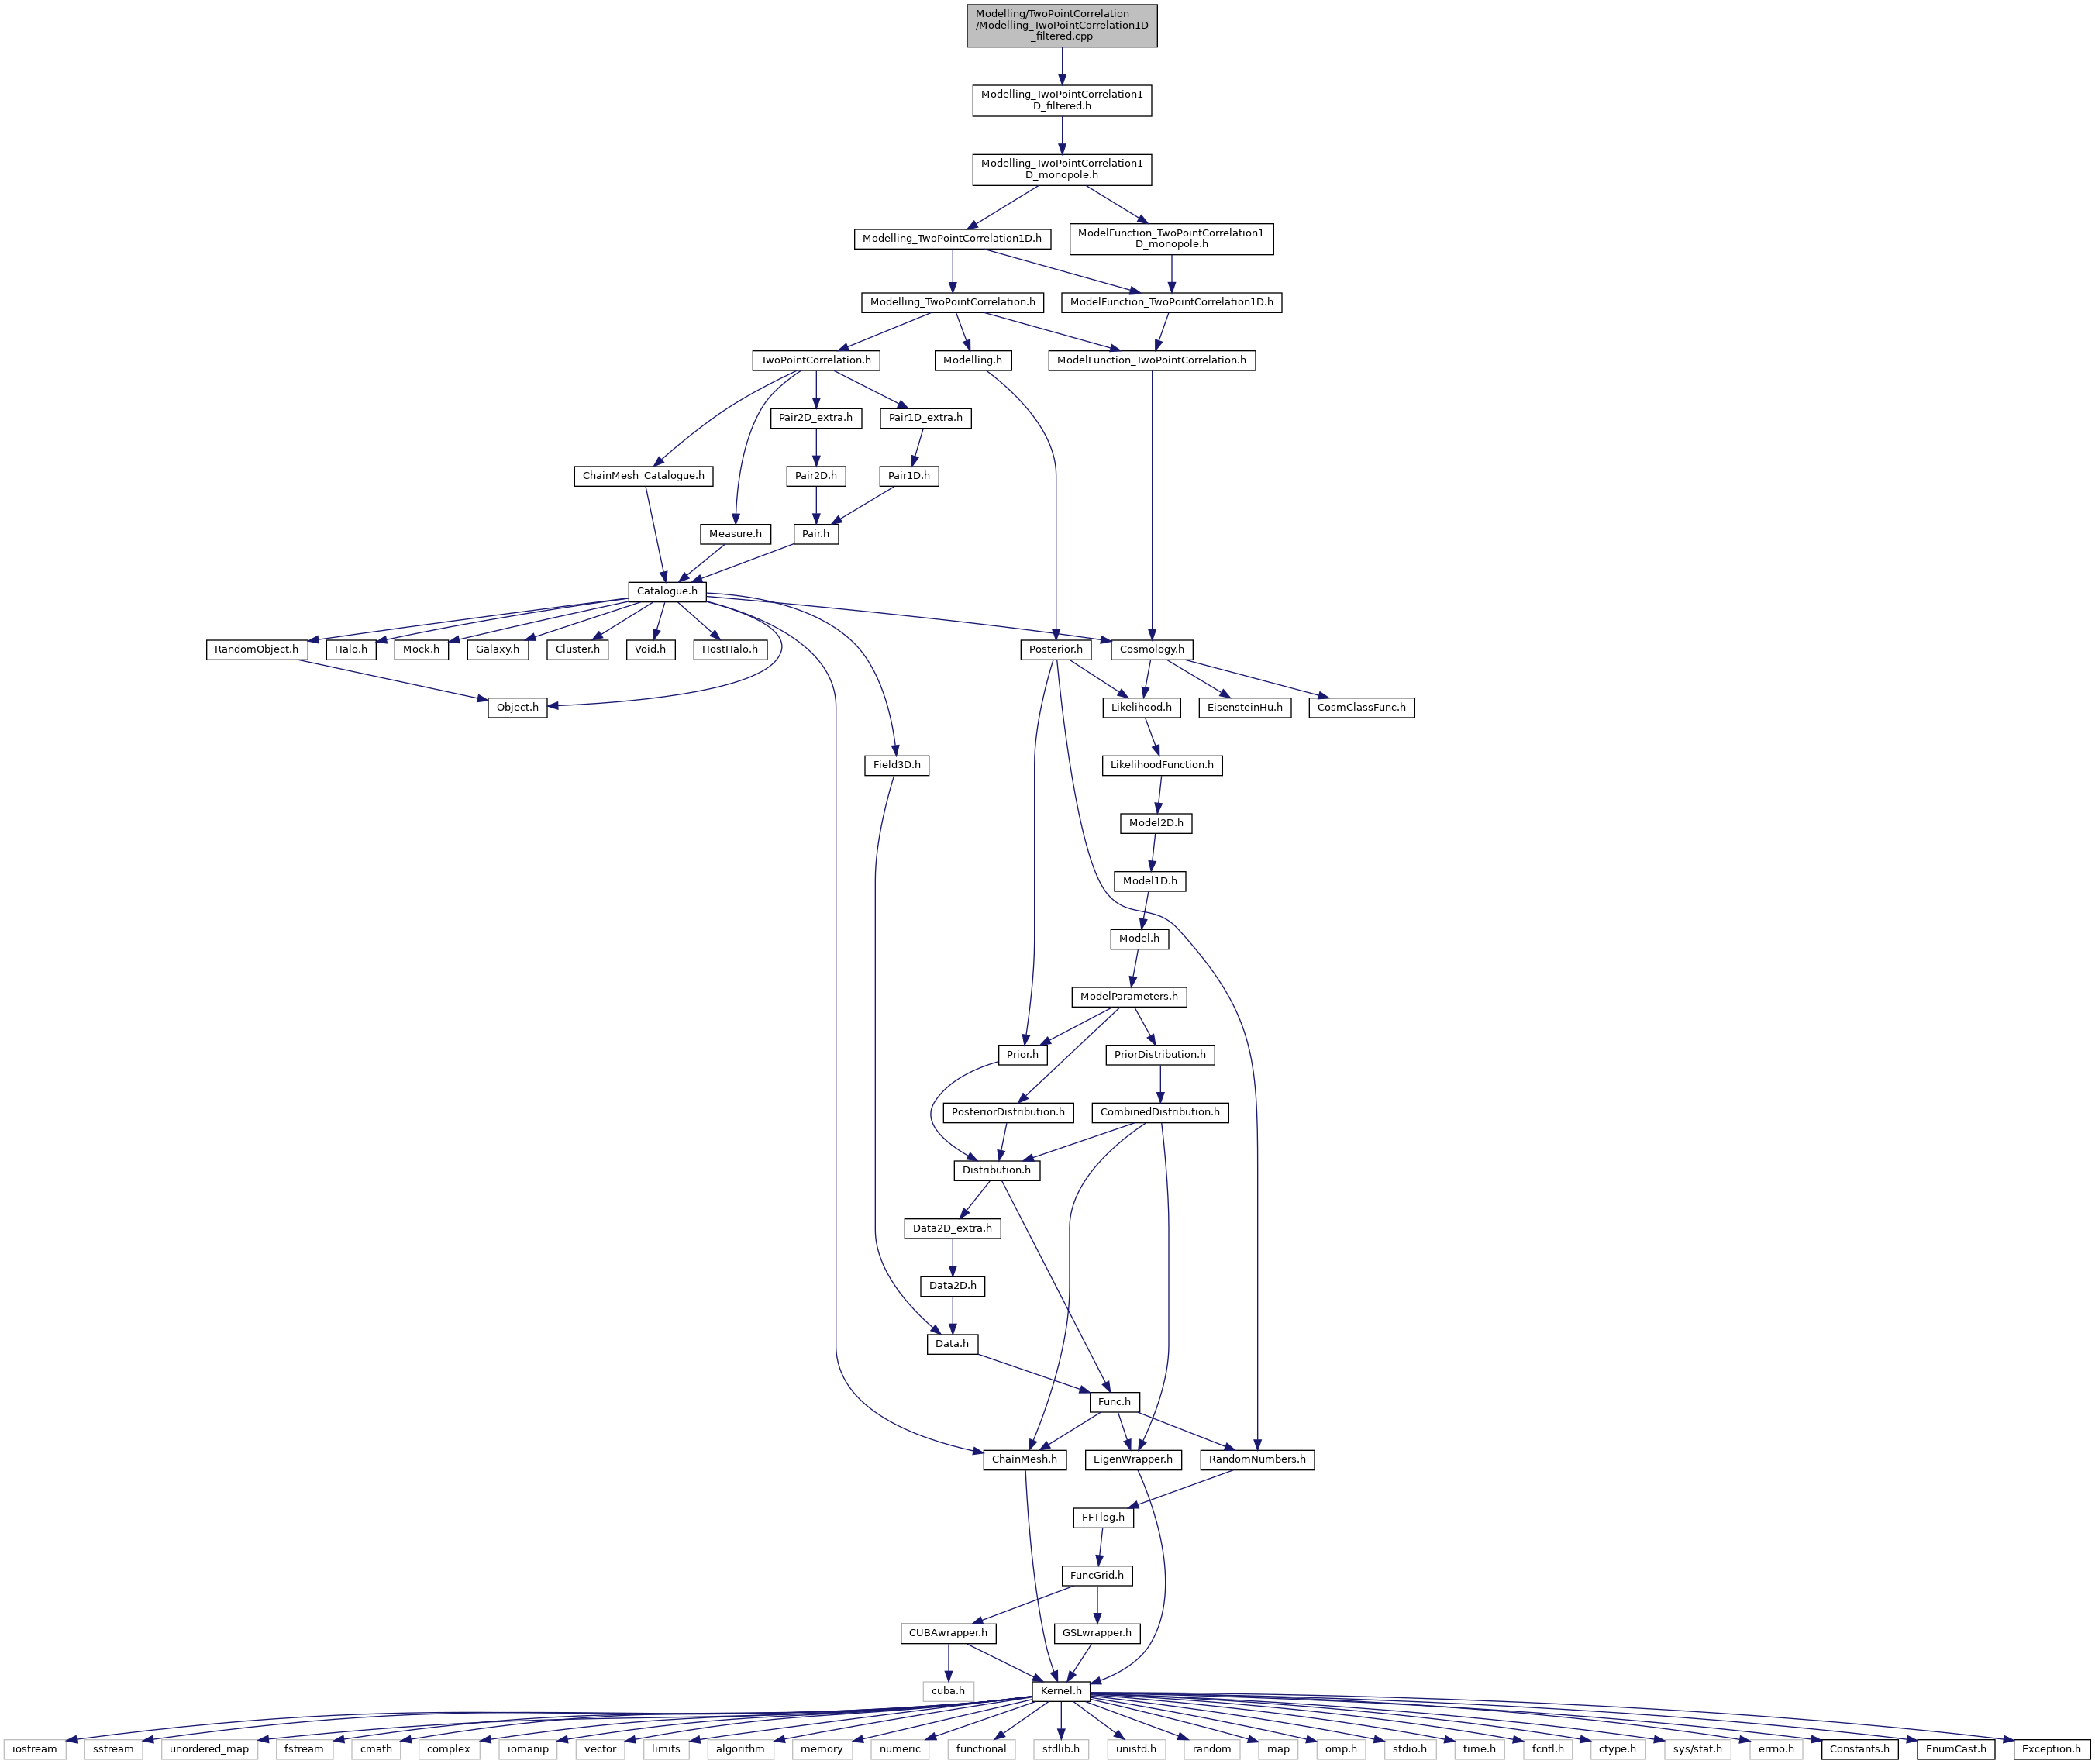 Modelling/TwoPointCorrelation
/Modelling_TwoPointCorrelation1D
_filtered.cpp
Modelling_TwoPointCorrelation1
D_filtered.h
Modelling_TwoPointCorrelation1
D_monopole.h
Modelling_TwoPointCorrelation1D.h
ModelFunction_TwoPointCorrelation1
D_monopole.h
Modelling_TwoPointCorrelation.h
ModelFunction_TwoPointCorrelation1D.h
TwoPointCorrelation.h
Modelling.h
ModelFunction_TwoPointCorrelation.h
Pair2D_extra.h
Pair1D_extra.h
ChainMesh_Catalogue.h
Pair2D.h
Pair1D.h
Measure.h
Pair.h
Catalogue.h
RandomObject.h
Halo.h
Mock.h
Galaxy.h
Cluster.h
Void.h
HostHalo.h
Posterior.h
Cosmology.h
Object.h
Likelihood.h
EisensteinHu.h
CosmClassFunc.h
Field3D.h
LikelihoodFunction.h
Model2D.h
Model1D.h
Model.h
ModelParameters.h
Prior.h
PriorDistribution.h
PosteriorDistribution.h
CombinedDistribution.h
Distribution.h
Data2D_extra.h
Data2D.h
Data.h
Func.h
ChainMesh.h
EigenWrapper.h
RandomNumbers.h
FFTlog.h
FuncGrid.h
CUBAwrapper.h
GSLwrapper.h
cuba.h
Kernel.h
iostream
sstream
unordered_map
fstream
cmath
complex
iomanip
vector
limits
algorithm
memory
numeric
functional
stdlib.h
unistd.h
random
map
omp.h
stdio.h
time.h
fcntl.h
ctype.h
sys/stat.h
errno.h
Constants.h
EnumCast.h
Exception.h